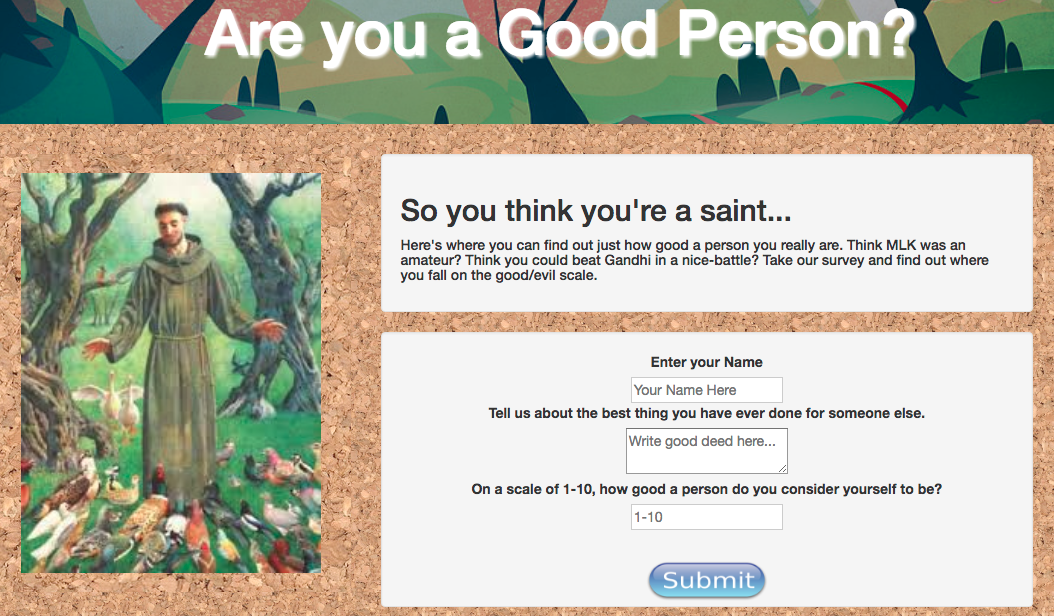 Are you a Good Person?
So you think you're a saint...
Here's where you can find out just how good a person you really are. Think MLK was an
amateur? Think you could beat Gandhi in a nice-battle? Take our survey and find out where
you fall on the good/evil scale.
Enter your Name
Your Name Here
Tell us about the best thing you have ever done for someone else.
Write good deed here...
On a scale of 1-10, how good a person do you consider yourself to be?
1-10
Submit